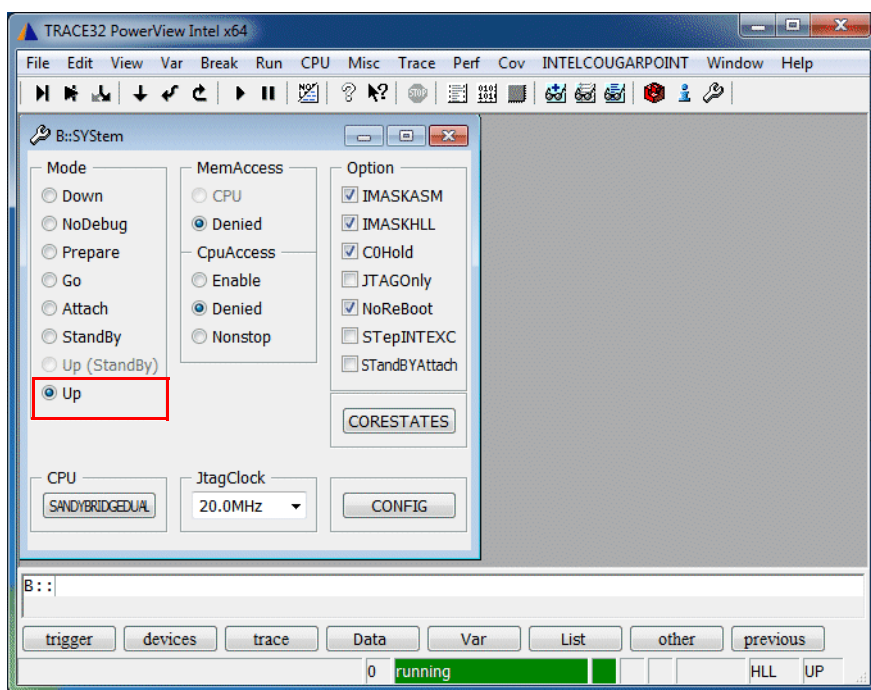 TRACE32 PowerView Intel x64
File Edit View Var Break Run CPU Misc Trace Perf Cov INTELCOUGARPOINT Window Help
B::SYStem
Mode
Down
NoDebug
Prepare
Go
Attach
StandBy
Up (StandBy)
Up
MemAccess
CPU
Denied
CpuAccess
Enable
Denied
Nonstop
Option
IMASKASM
IMASKHLL
C0Hold
JTAGOnly
NoReBoot
STepINTEXC
STandBYAttach
CORESTATES
CPU
SANDYBRIDGEDUAL
JtagClock
20.0MHz
CONFIG
B::
trigger devices trace Data Var List other previous
0 running HLL UP